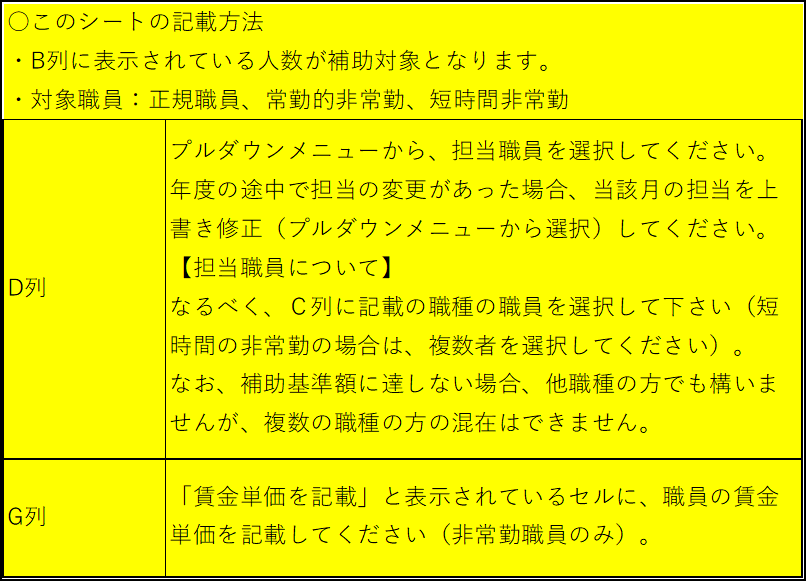 ○このシートの記載方法
・B列に表示されている人数が補助対象となります。
・対象職員：正規職員、常勤的非常勤、短時間非常勤
D列
プルダウンメニューから、担当職員を選択してください。
年度の途中で担当の変更があった場合、当該月の担当を上
書き修正（プルダウンメニューから選択）してください。
【担当職員について】
なるべく、Ｃ列に記載の職種の職員を選択して下さい（短
時間の非常勤の場合は、複数者を選択してください）。
なお、補助基準額に達しない場合、他職種の方でも構いま
せんが、複数の職種の方の混在はできません。
G列
「賃金単価を記載」と表示されているセルに、職員の賃金
単価を記載してください（非常勤職員のみ）。